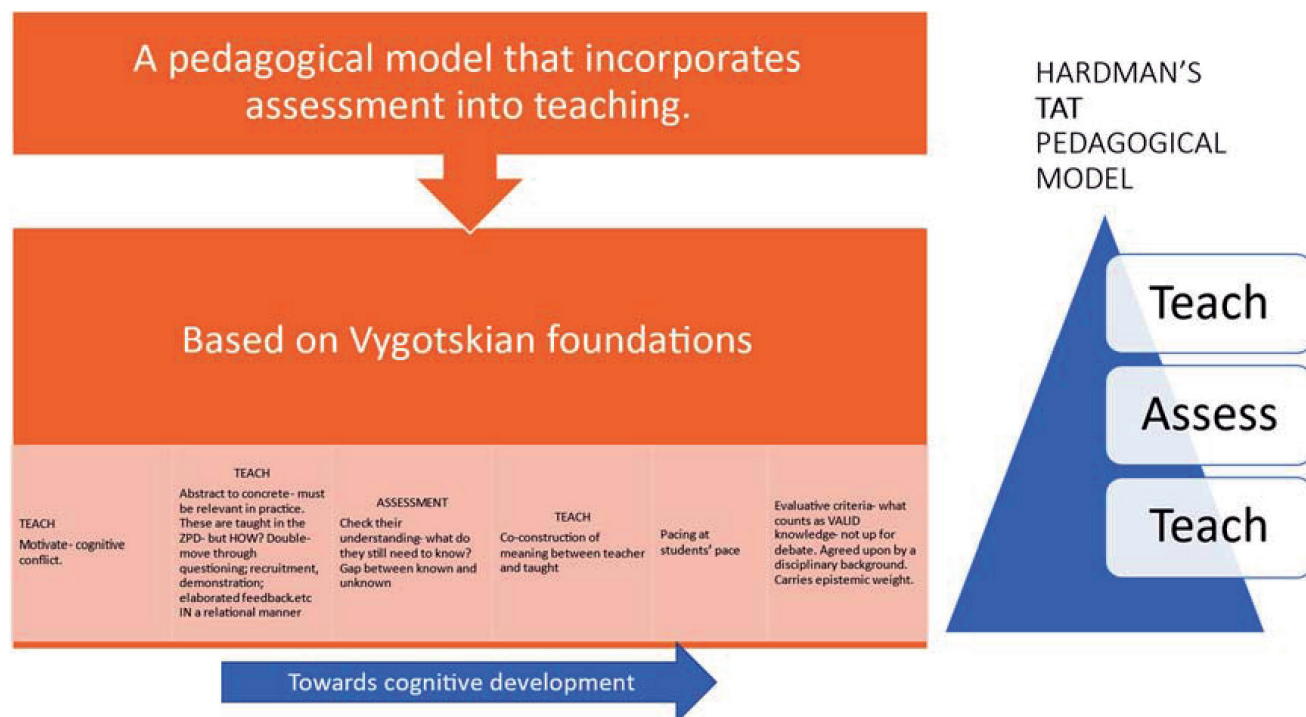 A pedagogical model that incorporates
assessment into teaching.
Based on Vygotskian foundations
TEACH
Motivate- cognitive
conflict.
TEACH
Abstract to concrete- must
be relevant in practice.
These are taught in the
ZPD- but HOW? Double-
move through
questioning; recruitment,
demonstration;
elaborated feedback.etc
IN a relational manner
ASSESSMENT
Check their
understanding- what do
they still need to know?
Gap between known and
unknown
TEACH
Co-construction of
meaning between teacher
and taught
Pacing at
students' pace
Evaluative criteria- what
counts as VALID
knowledge- not up for
debate. Agreed upon by a
disciplinary background.
Carries epistemic weight.
Towards cognitive development
HARDMAN'S
TAT
PEDAGOGICAL
MODEL
Teach
Assess
Teach